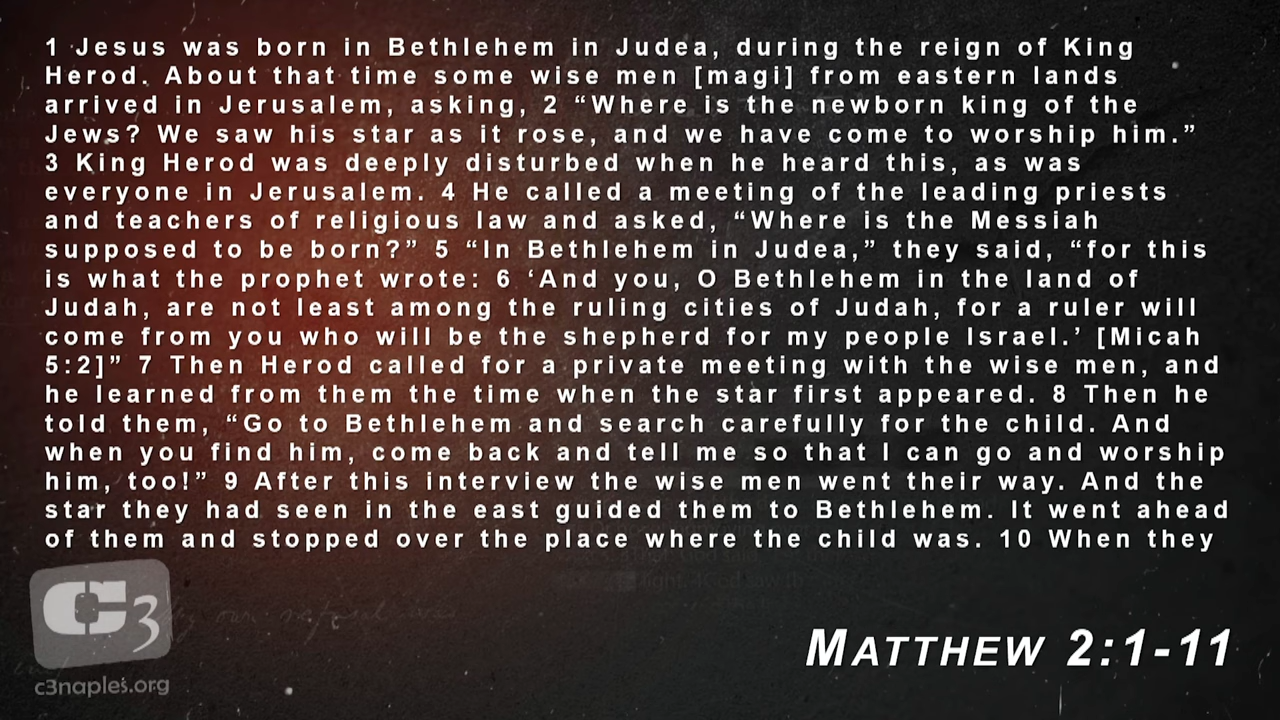 1 Jesus was born in Bethlehem in Judea, during the reign of King
Herod. About that time some wise men [magi] from eastern lands
arrived in Jerusalem, asking, 2 “Where is the newborn king of the
Jews? We saw his star as it rose, and we have come to worship him.”
3 King Herod was deeply disturbed when he heard this, as was
everyone in Jerusalem. 4 He called a meeting of the leading priests
and teachers of religious law and asked, “Where is the Messiah
supposed to be born?” 5 “In Bethlehem in Judea,” they said, “for this
is what the prophet wrote: 6 ‘And you, O Bethlehem in the land of
Judah, are not least among the ruling cities of Judah, for a ruler will
come from you who will be the shepherd for my people Israel.’ [Micah
5:2]” 7 Then Herod called for a private meeting with the wise men, and
he learned from them the time when the star first appeared. 8 Then he
told them, “Go to Bethlehem and search carefully for the child. And
when you find him, come back and tell me so that I can go and worship
him, too!” 9 After this interview the wise men went their way. And the
star they had seen in the east guided them to Bethlehem. It went ahead
of them and stopped over the place where the child was. 10 When they
C3
c3naples.org
Matthew 2:1-11